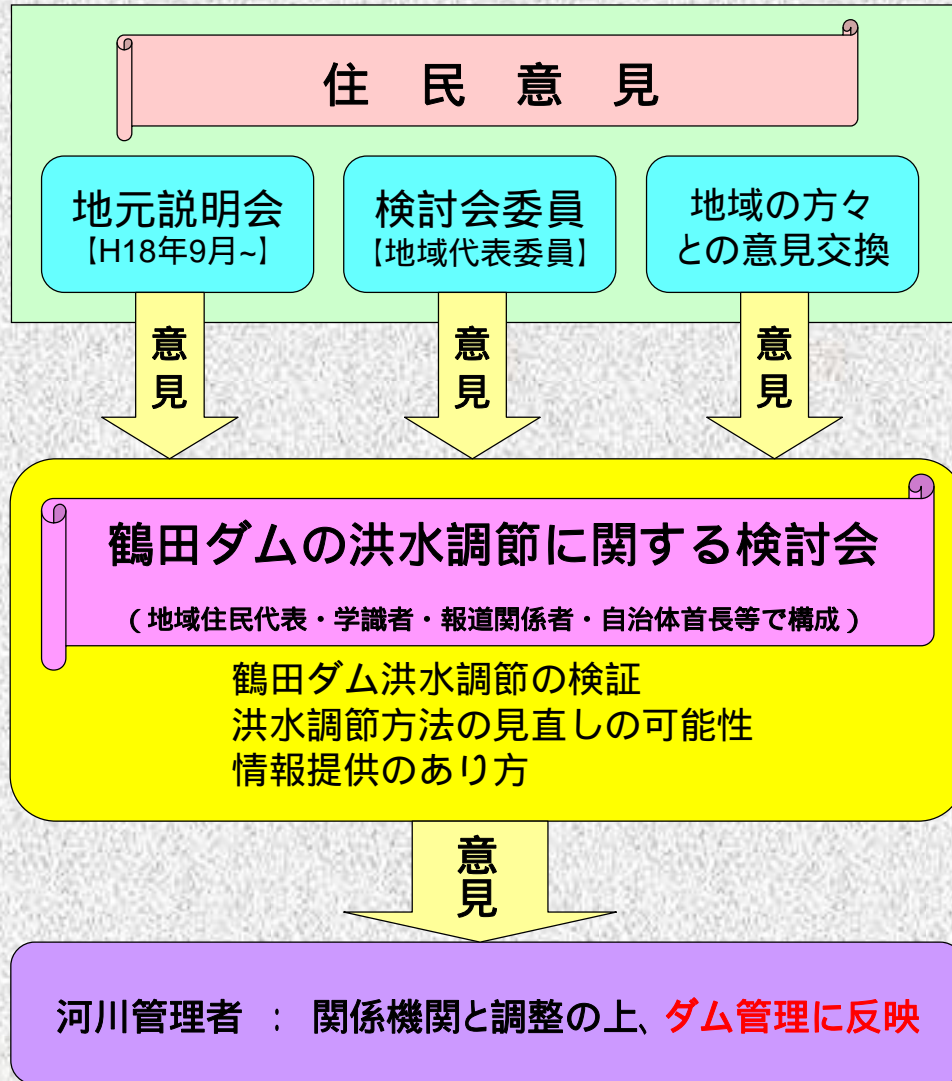 住 民 意 見
地元説明会
【H18年9月~】
検討会委員
【地域代表委員】
地域の方々
との意見交換
意見
意見
意見
鶴田ダムの洪水調節に関する検討会
(地域住民代表・学識者・報道関係者・自治体首長等で構成)
鶴田ダム洪水調節の検証
洪水調節方法の見直しの可能性
情報提供のあり方
意見
河川管理者 : 関係機関と調整の上、ダム管理に反映